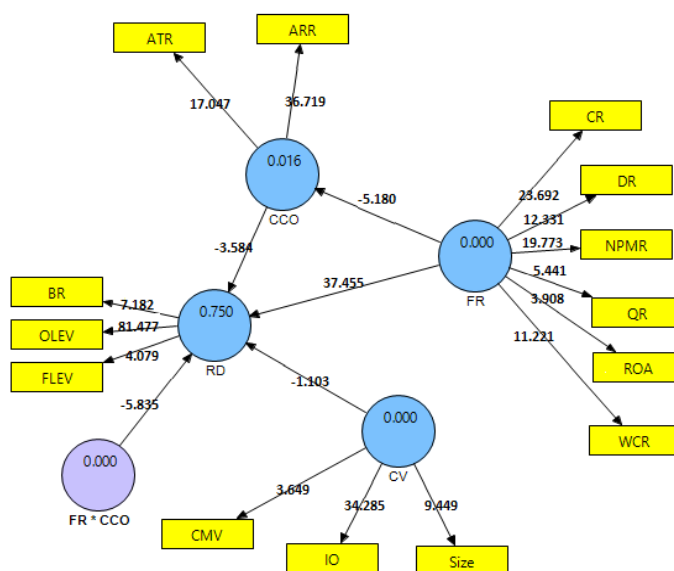 ATR
ARR
17.047
36.719
0.016
CCO
CR
DR
NPMR
QR
ROA
WCR
23.692
12.331
19.773
5.441
3.908
11.221
0.000
FR
-5.180
-3.584
37.455
BR
OLEV
FLEV
7.182
81.477
4.079
0.750
RD
-5.835
-1.103
0.000
FR * CCO
0.000
CV
3.649
34.285
9.449
CMV
IO
Size